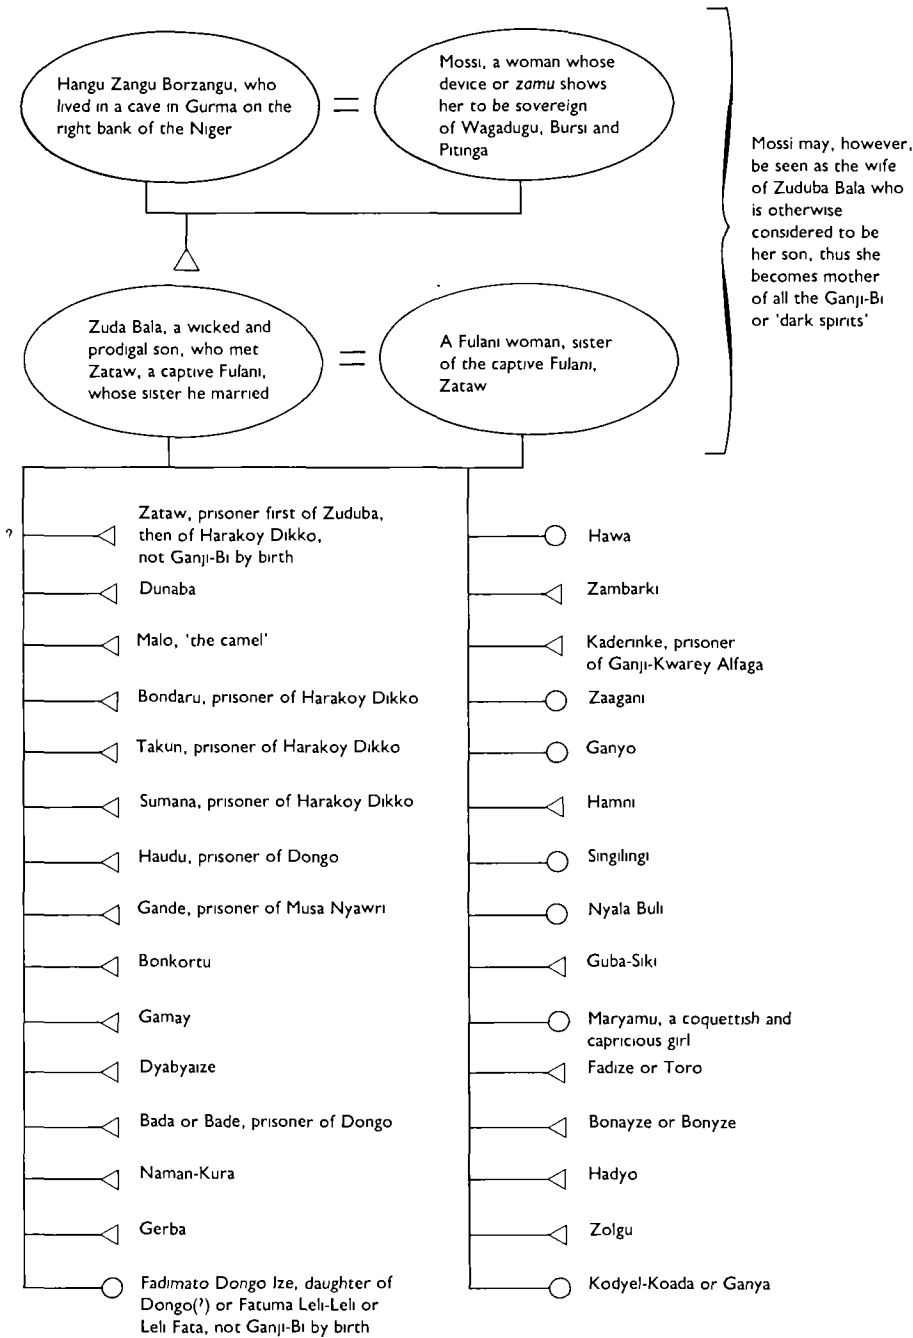 Hangu Zangu Borzangu, who
lived in a cave in Gurma on the
right bank of the Niger
=
Mossi, a woman whose
device or zamu shows
her to be sovereign
of Wagadugu, Bursi and
Pitinga
Mossi may, however,
be seen as the wife
of Zuduba Bala who
is otherwise
considered to be
her son, thus she
becomes mother
of all the Ganji-Bi
or 'dark spirits'
Zuda Bala, a wicked and
prodigal son, who met
Zataw, a captive Fulani,
whose sister he married
=
A Fulani woman, sister
of the captive Fulani,
Zataw
?
Zataw, prisoner first of Zuduba,
then of Harakoy Dikko,
not Ganji-Bi by birth
Dunaba
Malo, 'the camel'
Bondaru, prisoner of Harakoy Dikko
Takun, prisoner of Harakoy Dikko
Sumana, prisoner of Harakoy Dikko
Haudu, prisoner of Dongo
Gande, prisoner of Musa Nyawri
Bonkortu
Gamay
Dyabyaize
Bada or Bade, prisoner of Dongo
Naman-Kura
Gerba
Fadimato Dongo Ize, daughter of
Dongo(?) or Fatuma Leli-Leli or
Leli Fata, not Ganji-Bi by birth
Hawa
Zambarki
Kaderinke, prisoner
of Ganji-Kwarey Alfaga
Zaagani
Ganyo
Hamni
Singilingi
Nyala Buli
Guba-Siki
Maryamu, a coquettish and
capricious girl
Fadize or Toro
Bonayze or Bonyze
Hadyo
Zolgu
Kodyel-Koada or Ganya